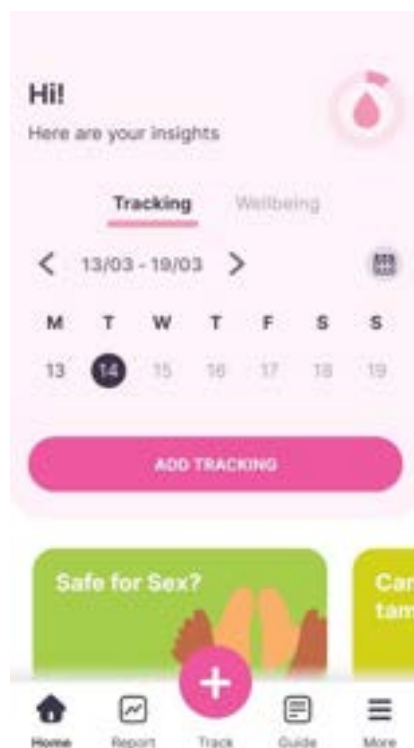 Hi!
Here are your insights
Tracking Wellbeing
13/03 - 19/03
M T W T F S S
13 14 15 16 17 18 19
ADD TRACKING
Safe for Sex?
Home Report Track Guide More